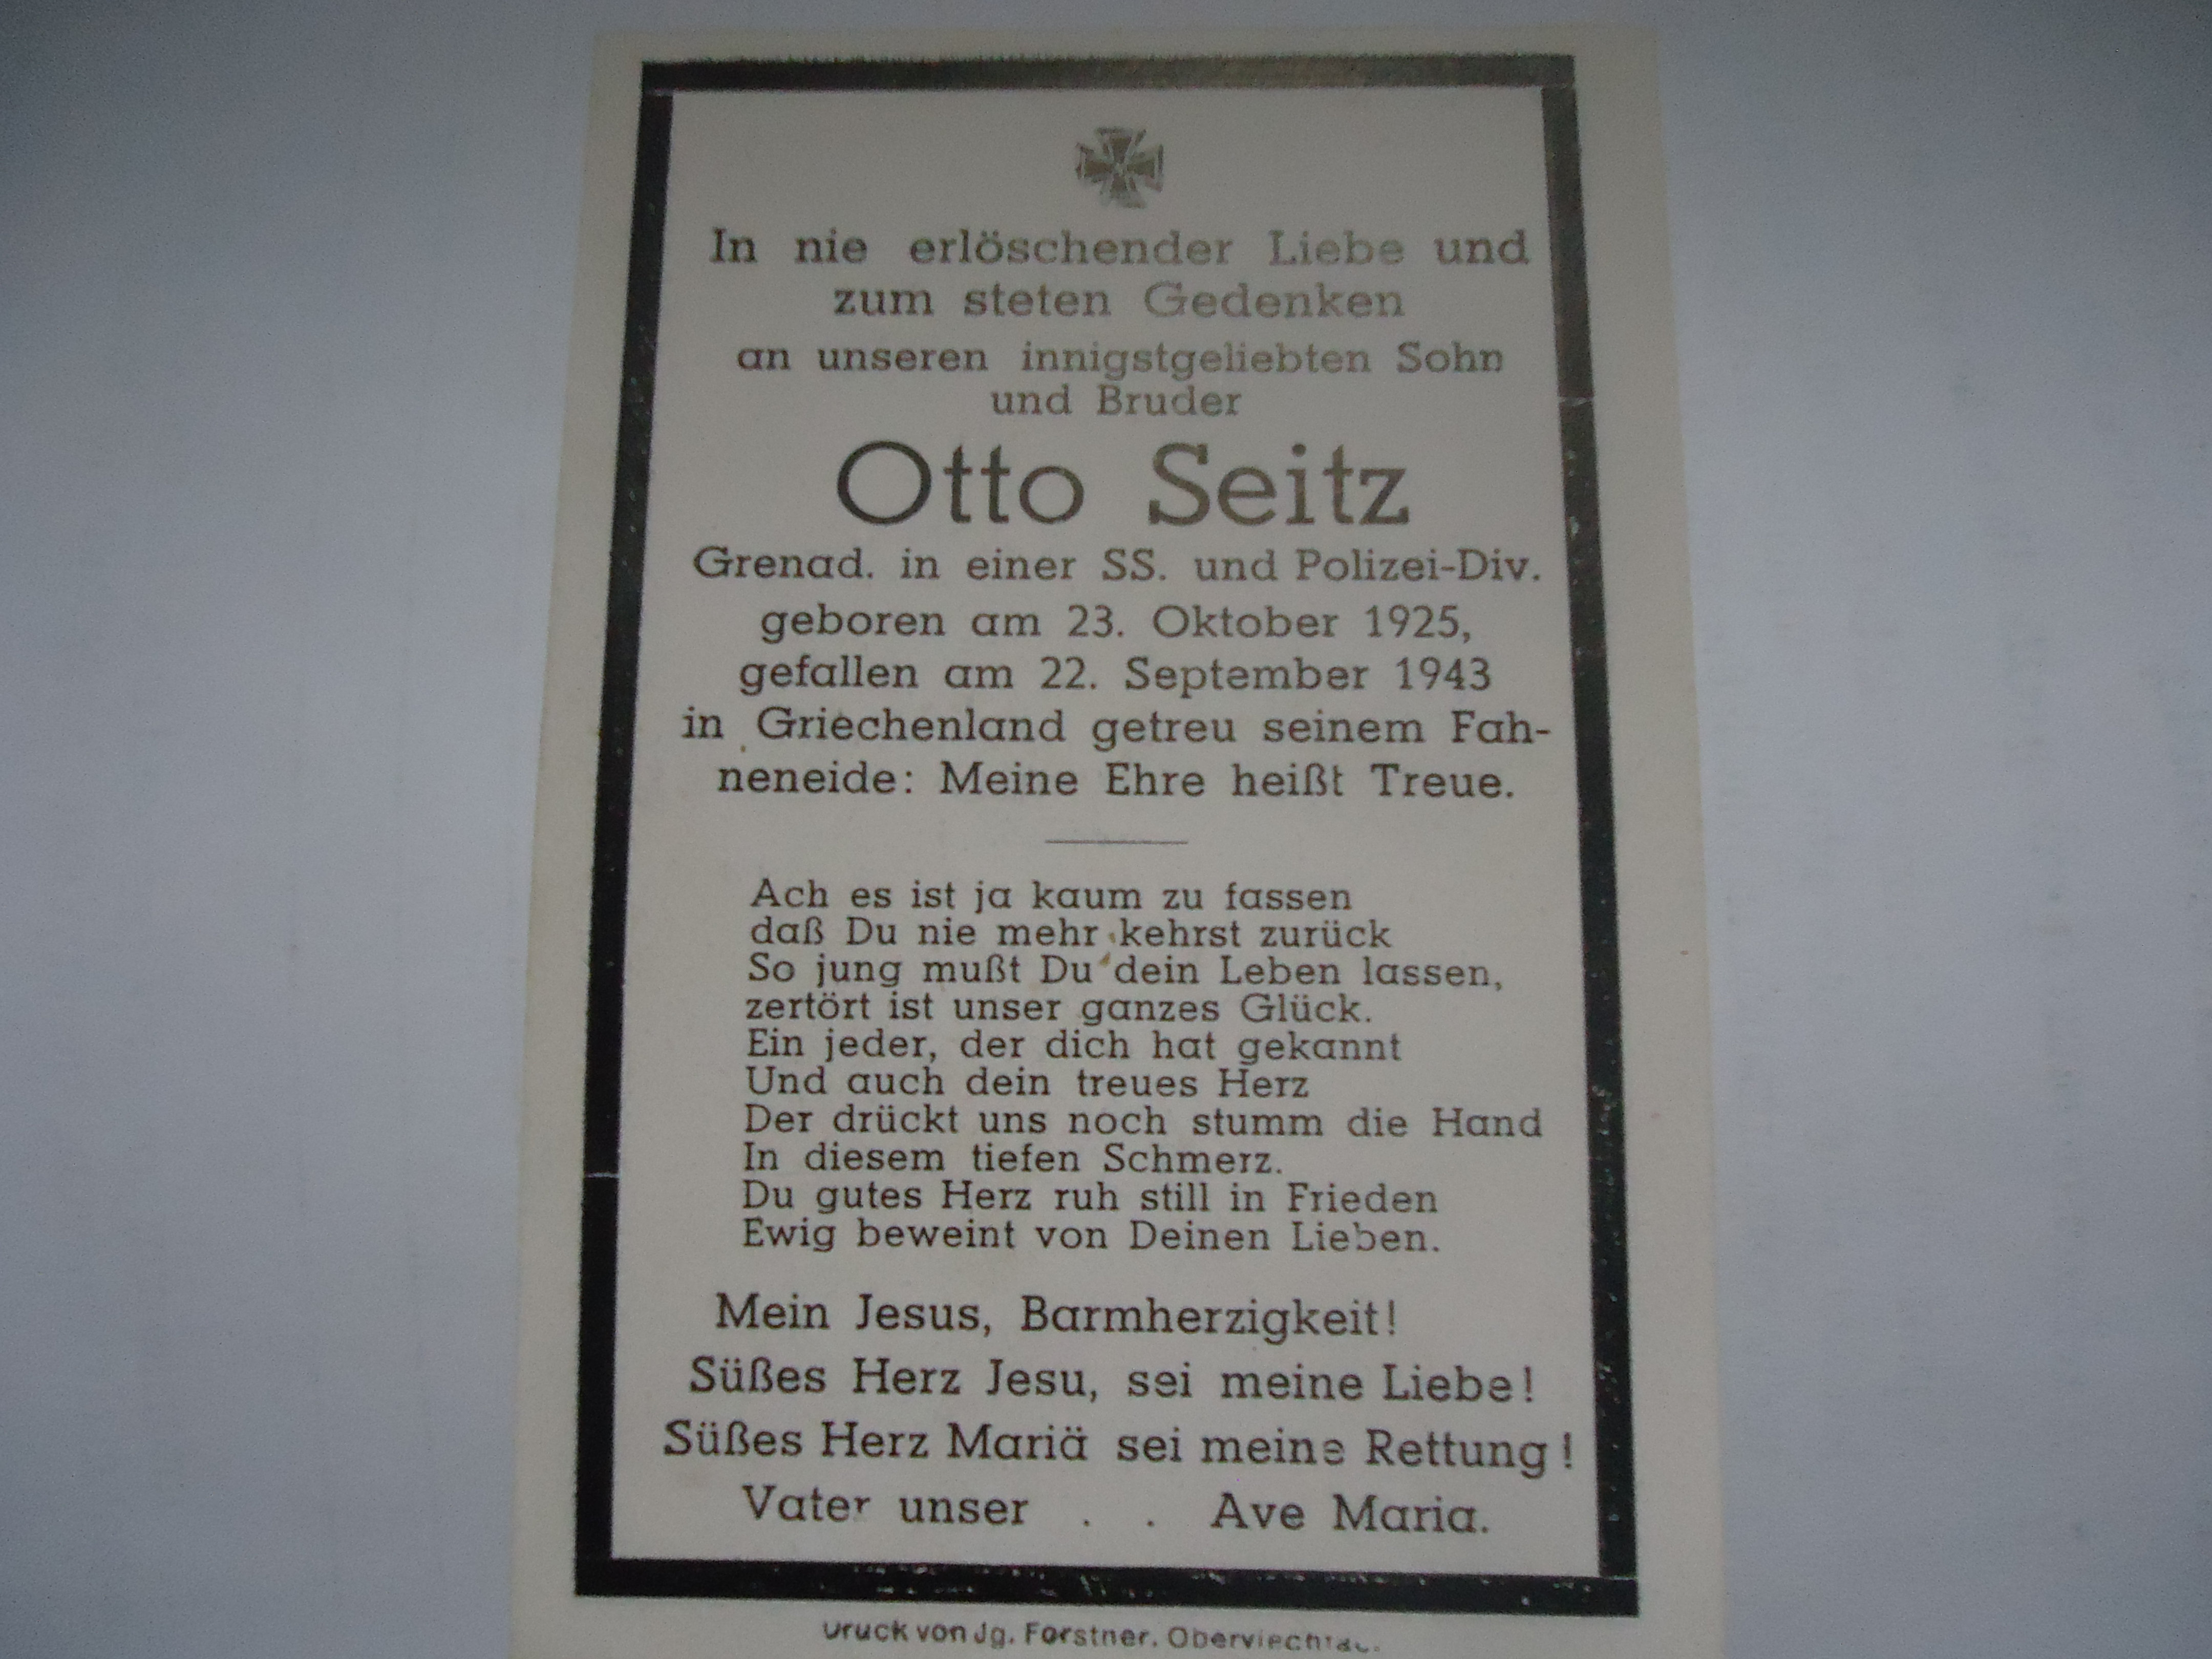 In nie erlöschender Liebe und
zum steten Gedenken
an unseren innigstgeliebten Sohn
und Bruder
Otto Seitz
Grenad. in einer SS. und Polizei-Div.
geboren am 23. Oktober 1925,
gefallen am 22. September 1943
in Griechenland getreu seinem Fah-
neneide: Meine Ehre heißt Treue.
Ach es ist ja kaum zu fassen
daß Du nie mehr kehrst zurück
So jung mußt Du dein Leben lassen,
zertört ist unser ganzes Glück.
Ein jeder, der dich hat gekannt
Und auch dein treues Herz
Der drückt uns noch stumm die Hand
In diesem tiefen Schmerz.
Du gutes Herz ruh still in Frieden
Ewig beweint von Deinen Lieben.
Mein Jesus, Barmherzigkeit!
Süßes Herz Jesu, sei meine Liebe!
Süßes Herz Mariä sei meine Rettung!
Vater unser . . Ave Maria.
Druck von Jg. Forstner, Oberviechtac.